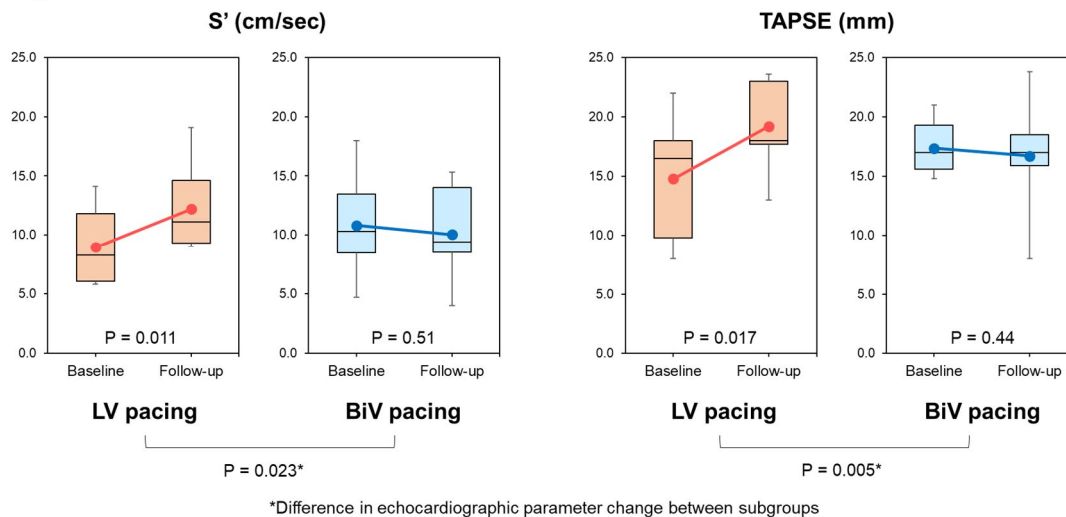 S’ (cm/sec)
TAPSE (mm)
25.0
20.0
15.0
10.0
5.0
0.0
P = 0.011
Baseline
Follow-up
LV pacing
25.0
20.0
15.0
10.0
5.0
0.0
P = 0.51
Baseline
Follow-up
BiV pacing
P = 0.023*
25.0
20.0
15.0
10.0
5.0
0.0
P = 0.017
Baseline
Follow-up
LV pacing
25.0
20.0
15.0
10.0
5.0
0.0
P = 0.44
Baseline
Follow-up
BiV pacing
P = 0.005*
*Difference in echocardiographic parameter change between subgroups